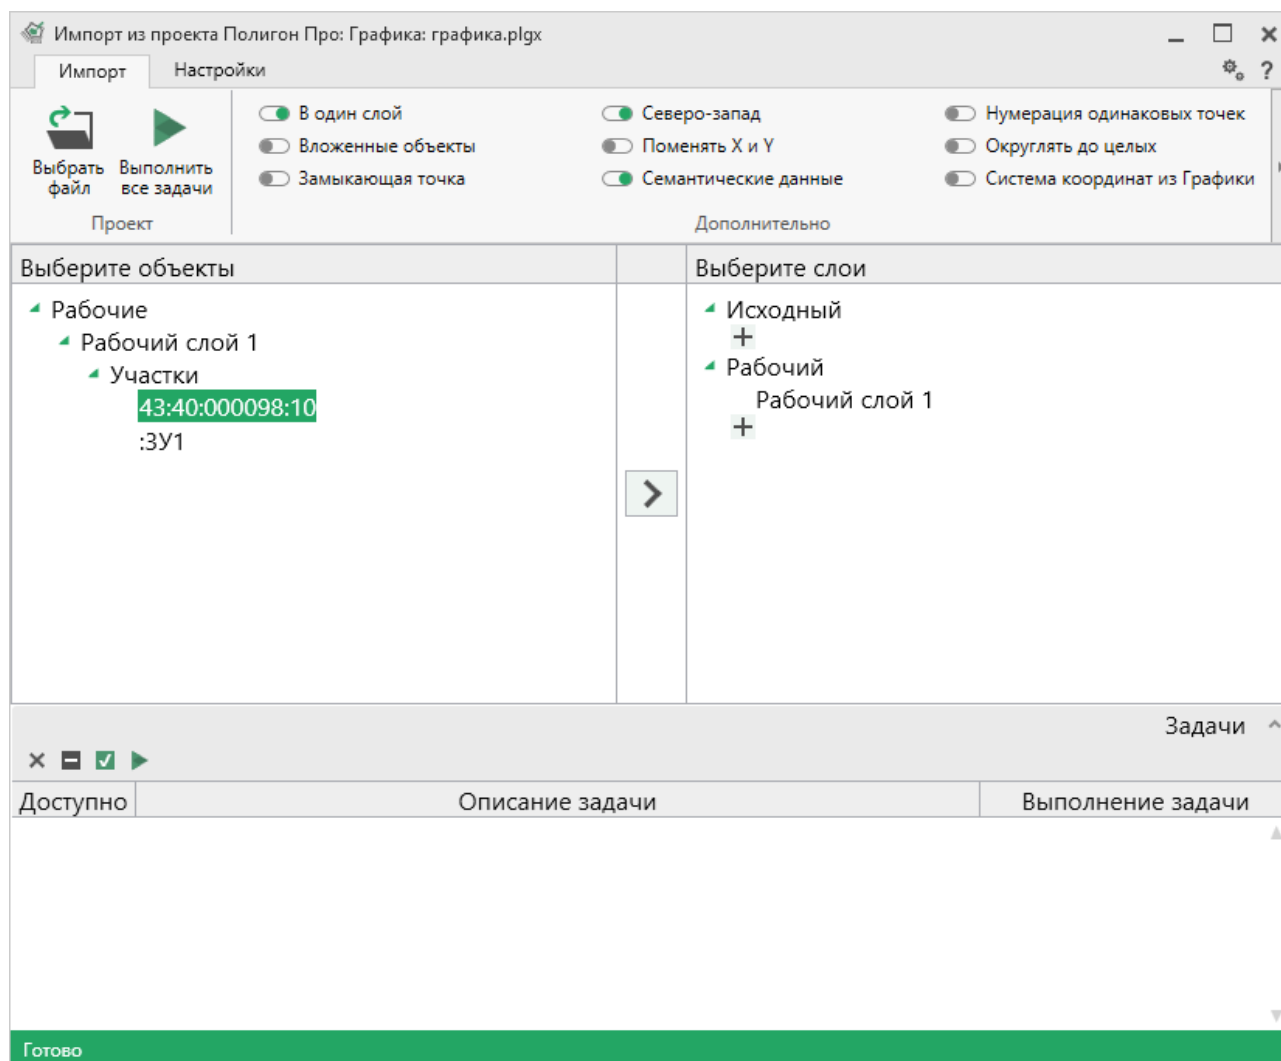 Импорт из проекта Полигон Про: Графика: графика.plgx
Импорт Настройки ?
В один слой Северо-запад Нумерация одинаковых точек
Вложенные объекты Поменять X и Y Округлять до целых
Выбрать Выполнить
файл все задачи
Замыкающая точка Семантические данные Система координат из Графики
Проект Дополнительно
Выберите объекты Выберите слои
Рабочие
Рабочий слой 1
Участки
43:40:000098:10
:ЗУ1
Исходный
+
Рабочий
Рабочий слой 1
+
Задачи
Доступно Описание задачи Выполнение задачи
Готово